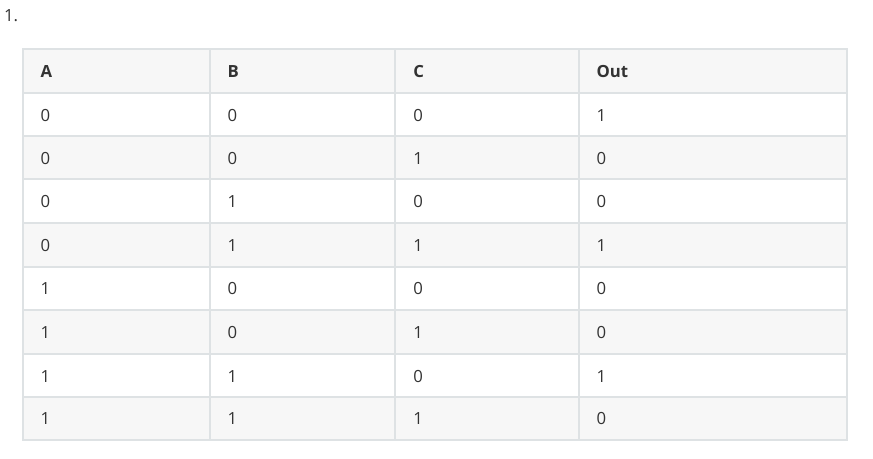 1.
A B C Out
0 0 0 1
0 0 1 0
0 1 0 0
0 1 1 1
1 0 0 0
1 0 1 0
1 1 0 1
1 1 1 0